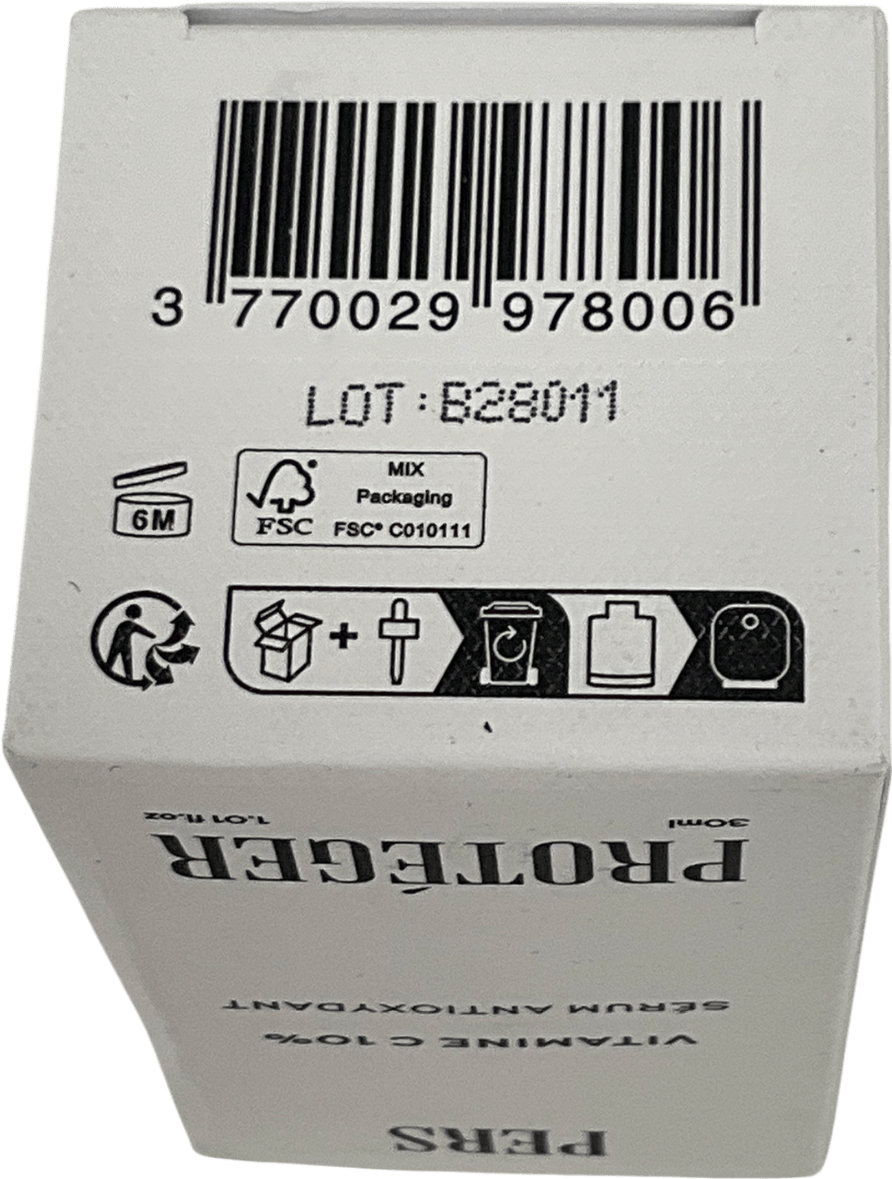 3 770029 978006
LOT : B28011
6M
FSC
MIX
Packaging
FSC® C010111
PERS
VITAMINE C 10%
SÉRUM ANTIOXYDANT
PROTÉGER
30ml 1.01 fl.oz